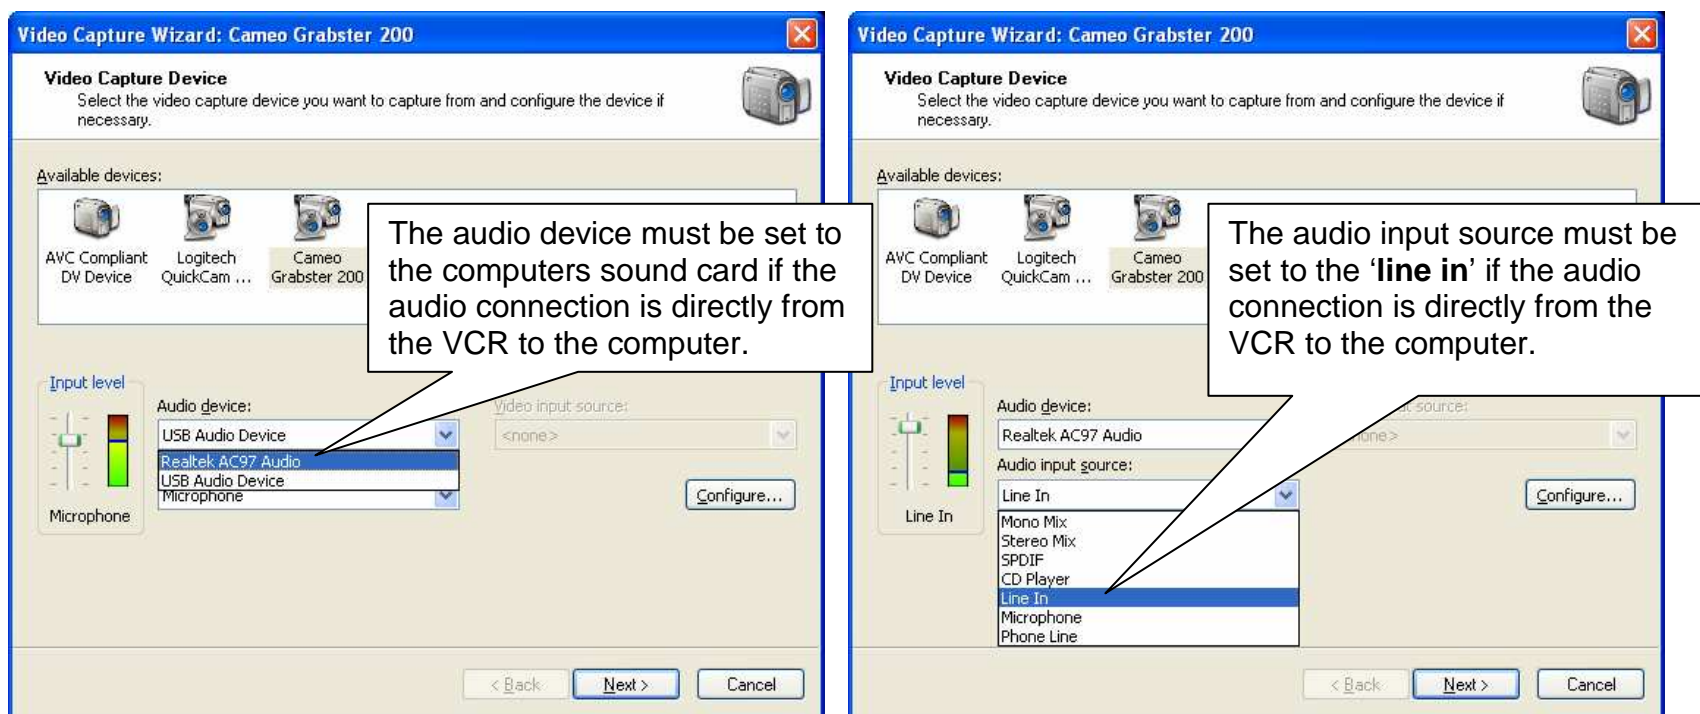 Video Capture Wizard: Cameo Grabster 200
Video Capture Device
Select the video capture device you want to capture from and configure the device if
necessary.
Available devices:
AVC Compliant
DV Device
Logitech
QuickCam ...
Cameo
Grabster 200
The audio device must be set to
the computers sound card if the
audio connection is directly from
the VCR to the computer.
Input level
Microphone
Audio device:
USB Audio Device
Realtek AC97 Audio
USB Audio Device
Microphone
Video input source:
<none>
Configure...
< Back
Next >
Cancel
Video Capture Wizard: Cameo Grabster 200
Video Capture Device
Select the video capture device you want to capture from and configure the device if
necessary.
Available devices:
AVC Compliant
DV Device
Logitech
QuickCam ...
Cameo
Grabster 200
The audio input source must be
set to the ‘line in’ if the audio
connection is directly from the
VCR to the computer.
Input level
Line In
Audio device:
Realtek AC97 Audio
Audio input source:
Line In
Mono Mix
Stereo Mix
SPDIF
CD Player
Line In
Microphone
Phone Line
source:
Configure...
< Back
Next >
Cancel